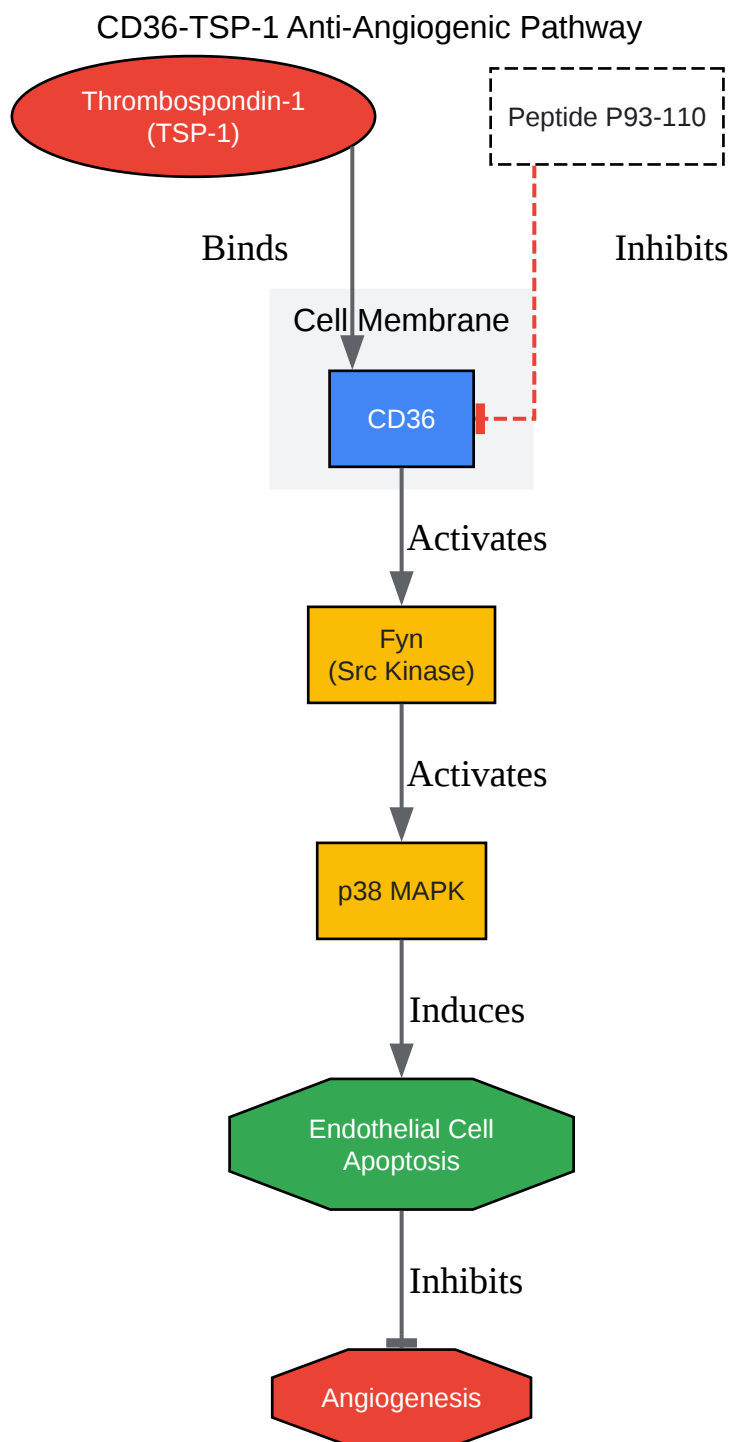 CD36-TSP-1 Anti-Angiogenic Pathway
Thrombospondin-1
(TSP-1)
Peptide P93-110
Binds
Inhibits
Cell Membrane
CD36
Activates
Fyn
(Src Kinase)
Activates
p38 MAPK
Induces
Endothelial Cell
Apoptosis
Inhibits
Angiogenesis